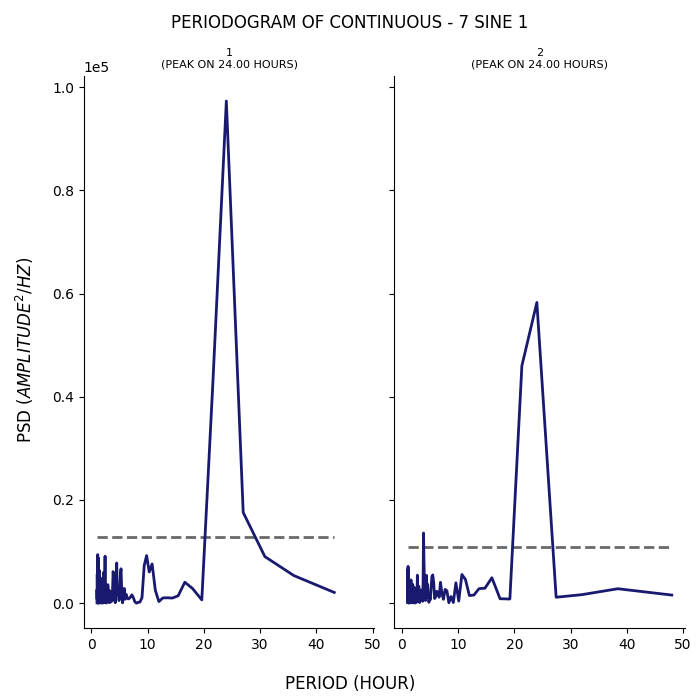 PERIODOGRAM OF CONTINUOUS - 7 SINE 1
1
(PEAK ON 24.00 HOURS)
2
(PEAK ON 24.00 HOURS)
1e5
1.0
0.8
0.6
0.4
0.2
0.0
PSD (AMPLITUDE²/HZ)
0 10 20 30 40 50
0 10 20 30 40 50
PERIOD (HOUR)